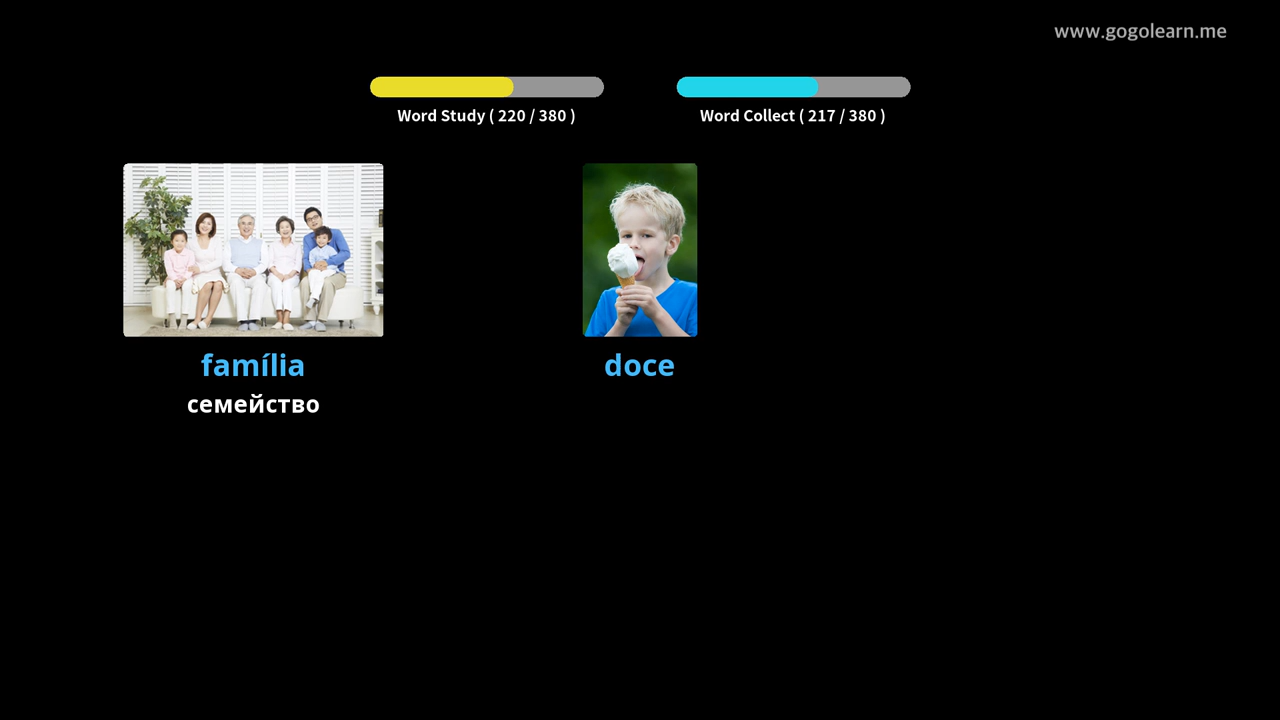 www.gogolearn.me
Word Study ( 220 / 380 )
Word Collect ( 217 / 380 )
família
doce
семейство